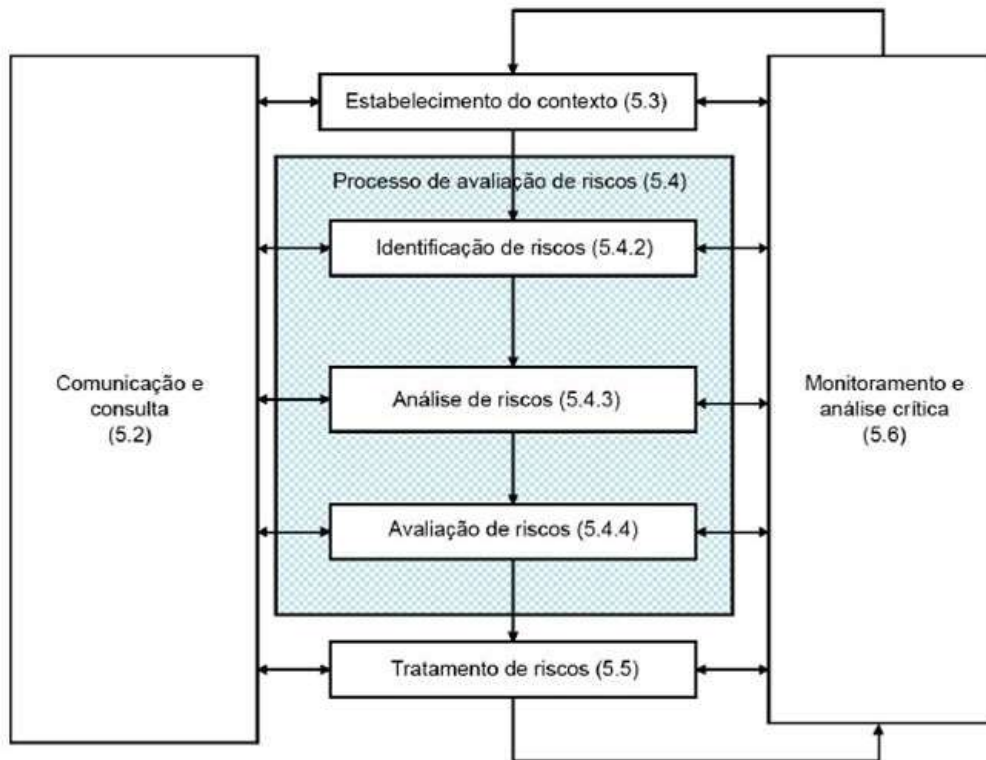 Estabelecimento do contexto (5.3)
Processo de avaliação de riscos (5.4)
Identificação de riscos (5.4.2)
Comunicação e
consulta
(5.2)
Análise de riscos (5.4.3)
Monitoramento e
análise crítica
(5.6)
Avaliação de riscos (5.4.4)
Tratamento de riscos (5.5)